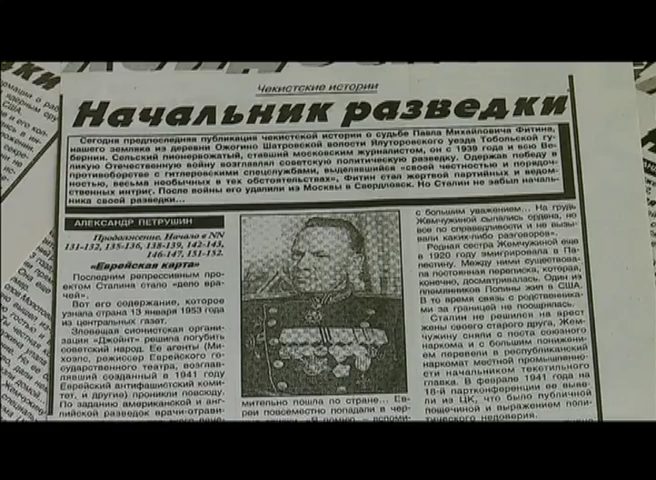 Чекистские истории
Начальник разведки
Сегодня предпоследняя публикация чекистской истории о судьбе Павла Михайловича Фитина,
нашего земляка из деревни Ожогино Шатровской волости Ялуторовского уезда Тобольской гу-
бернии. Сельский пионервожатый, ставший московским журналистом, он с 1939 года и всю Ве-
ликую Отечественную войну возглавлял советскую политическую разведку. Одержав победу в
противоборстве с гитлеровскими спецслужбами, выделявшийся «своей честностью и порядоч-
ностью, весьма необычных в тех обстоятельствах», Фитин стал жертвой партийных и ведом-
ственных интриг. После войны его удалили из Москвы в Свердловск. Но Сталин не забыл началь-
ника своей разведки...
АЛЕКСАНДР ПЕТРУШИН
Продолжение. Начало в NN
131-132, 135-136, 138-139, 142-143,
146-147, 151-152.
«Еврейская карта»
Последним репрессивным про-
ектом Сталина стало «дело вра-
чей».
Вот его содержание, которое
узнала страна 13 января 1953 года
из центральных газет.
Зловещая сионистская организа-
ция «Джойнт» решила погубить
советский народ. Ее агенты (Ми-
хоэлс, режиссер Еврейского го-
сударственного театра, возглав-
лявший созданный в 1941 году
Еврейский антифашистский коми-
тет, и другие) проникли повсюду.
По заданию американской и анг-
лийской разведок врачи-отрави-
мительно пошла по стране... Ев-
реи повсеместно попадали в чер-
с большим уважением... На грудь
Жемчужиной сыпались ордена, но
все по справедливости и не вызы-
вали каких-либо разговоров».
Родная сестра Жемчужиной еще
в 1920 году эмигрировала в Па-
лестину. Между ними существова-
ла постоянная переписка, которая,
конечно, досматривалась. Один из
племянников Полины жил в США.
В то время связь с родственника-
ми за границей не поощрялась.
Сталин не решился на арест
жены своего старого друга, Жем-
чужину сняли с поста союзного
наркома и с большим понижени-
ем перевели в республиканский
наркомат местной промышленно-
сти начальником текстильного
главка. В феврале 1941 на
18-й партконференции ее выве-
ли из ЦК, что было публичной
пощечиной и выражением поли-
тического недоверия.